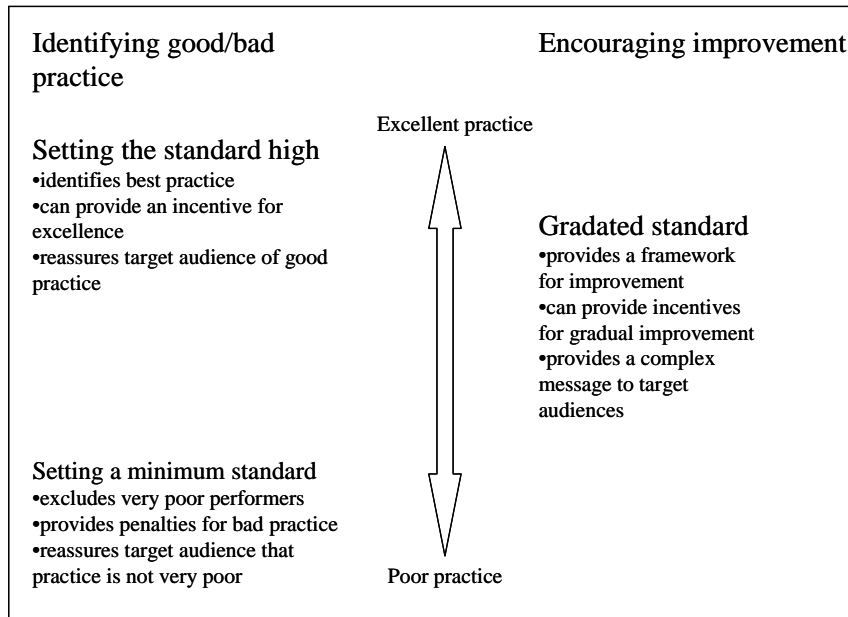 Identifying good/bad
practice
Setting the standard high
•identifies best practice
•can provide an incentive for
excellence
•reassures target audience of good
practice
Setting a minimum standard
•excludes very poor performers
•provides penalties for bad practice
•reassures target audience that
practice is not very poor
Excellent practice
Poor practice
Encouraging improvement
Gradated standard
•provides a framework
for improvement
•can provide incentives
for gradual improvement
•provides a complex
message to target
audiences